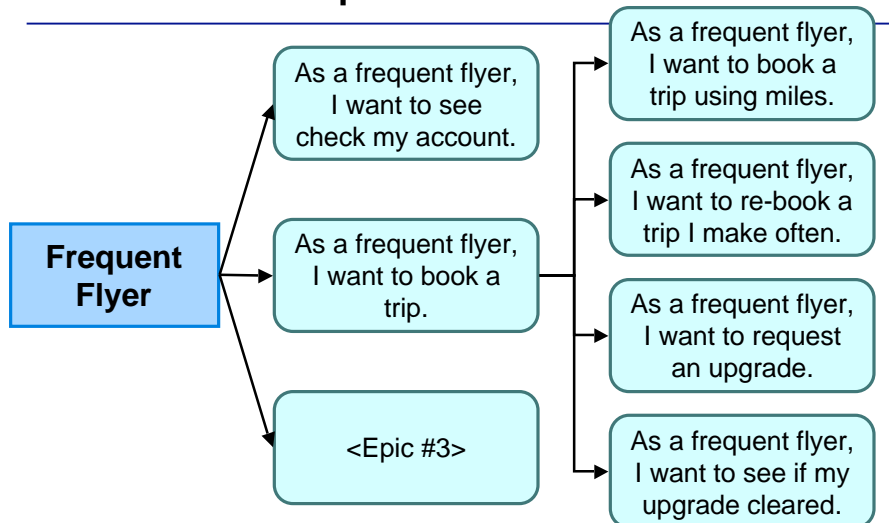 Frequent
Flyer
As a frequent flyer,
I want to see
check my account.
As a frequent flyer,
I want to book a
trip.
<Epic #3>
As a frequent flyer,
I want to book a
trip using miles.
As a frequent flyer,
I want to re-book a
trip I make often.
As a frequent flyer,
I want to request
an upgrade.
As a frequent flyer,
I want to see if my
upgrade cleared.